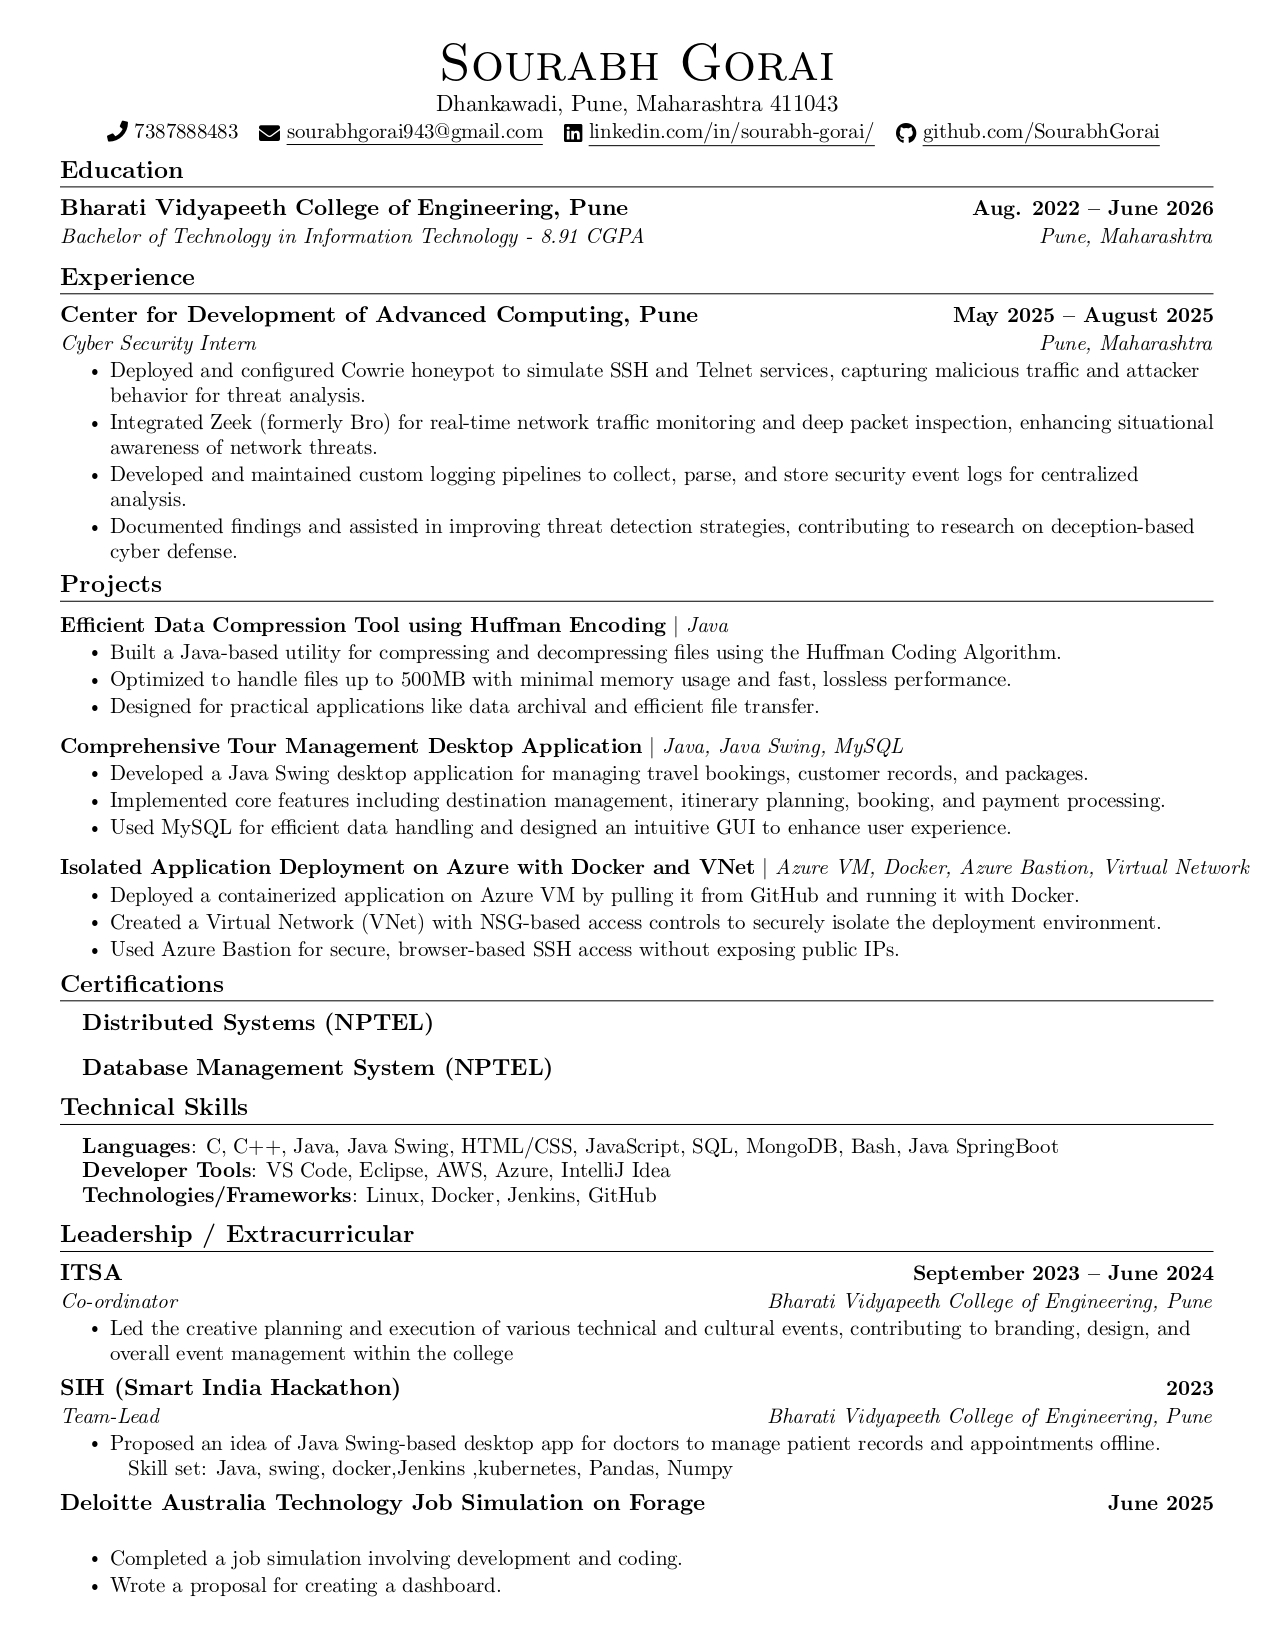 Sourabh Gorai
Dhankawadi, Pune, Maharashtra 411043
7387888483 sourabhgorai943@gmail.com linkedin.com/in/sourabh-gorai/ github.com/SourabhGorai
Education
Bharati Vidyapeeth College of Engineering, Pune Aug. 2022 – June 2026
Bachelor of Technology in Information Technology - 8.91 CGPA Pune, Maharashtra
Experience
Center for Development of Advanced Computing, Pune May 2025 – August 2025
Cyber Security Intern Pune, Maharashtra
• Deployed and configured Cowrie honeypot to simulate SSH and Telnet services, capturing malicious traffic and attacker
behavior for threat analysis.
• Integrated Zeek (formerly Bro) for real-time network traffic monitoring and deep packet inspection, enhancing situational
awareness of network threats.
• Developed and maintained custom logging pipelines to collect, parse, and store security event logs for centralized
analysis.
• Documented findings and assisted in improving threat detection strategies, contributing to research on deception-based
cyber defense.
Projects
Efficient Data Compression Tool using Huffman Encoding | Java
• Built a Java-based utility for compressing and decompressing files using the Huffman Coding Algorithm.
• Optimized to handle files up to 500MB with minimal memory usage and fast, lossless performance.
• Designed for practical applications like data archival and efficient file transfer.
Comprehensive Tour Management Desktop Application | Java, Java Swing, MySQL
• Developed a Java Swing desktop application for managing travel bookings, customer records, and packages.
• Implemented core features including destination management, itinerary planning, booking, and payment processing.
• Used MySQL for efficient data handling and designed an intuitive GUI to enhance user experience.
Isolated Application Deployment on Azure with Docker and VNet | Azure VM, Docker, Azure Bastion, Virtual Network
• Deployed a containerized application on Azure VM by pulling it from GitHub and running it with Docker.
• Created a Virtual Network (VNet) with NSG-based access controls to securely isolate the deployment environment.
• Used Azure Bastion for secure, browser-based SSH access without exposing public IPs.
Certifications
Distributed Systems (NPTEL)
Database Management System (NPTEL)
Technical Skills
Languages: C, C++, Java, Java Swing, HTML/CSS, JavaScript, SQL, MongoDB, Bash, Java SpringBoot
Developer Tools: VS Code, Eclipse, AWS, Azure, IntelliJ Idea
Technologies/Frameworks: Linux, Docker, Jenkins, GitHub
Leadership / Extracurricular
ITSA September 2023 – June 2024
Co-ordinator Bharati Vidyapeeth College of Engineering, Pune
• Led the creative planning and execution of various technical and cultural events, contributing to branding, design, and
overall event management within the college
SIH (Smart India Hackathon) 2023
Team-Lead Bharati Vidyapeeth College of Engineering, Pune
• Proposed an idea of Java Swing-based desktop app for doctors to manage patient records and appointments offline.
Skill set: Java, swing, docker,Jenkins ,kubernetes, Pandas, Numpy
Deloitte Australia Technology Job Simulation on Forage June 2025
• Completed a job simulation involving development and coding.
• Wrote a proposal for creating a dashboard.